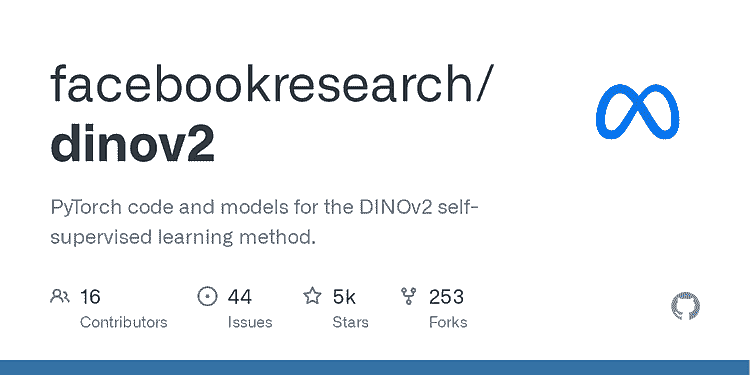 facebookresearch/
dinov2
PyTorch code and models for the DINOv2 self-
supervised learning method.
16 44 5k 253
Contributors Issues Stars Forks